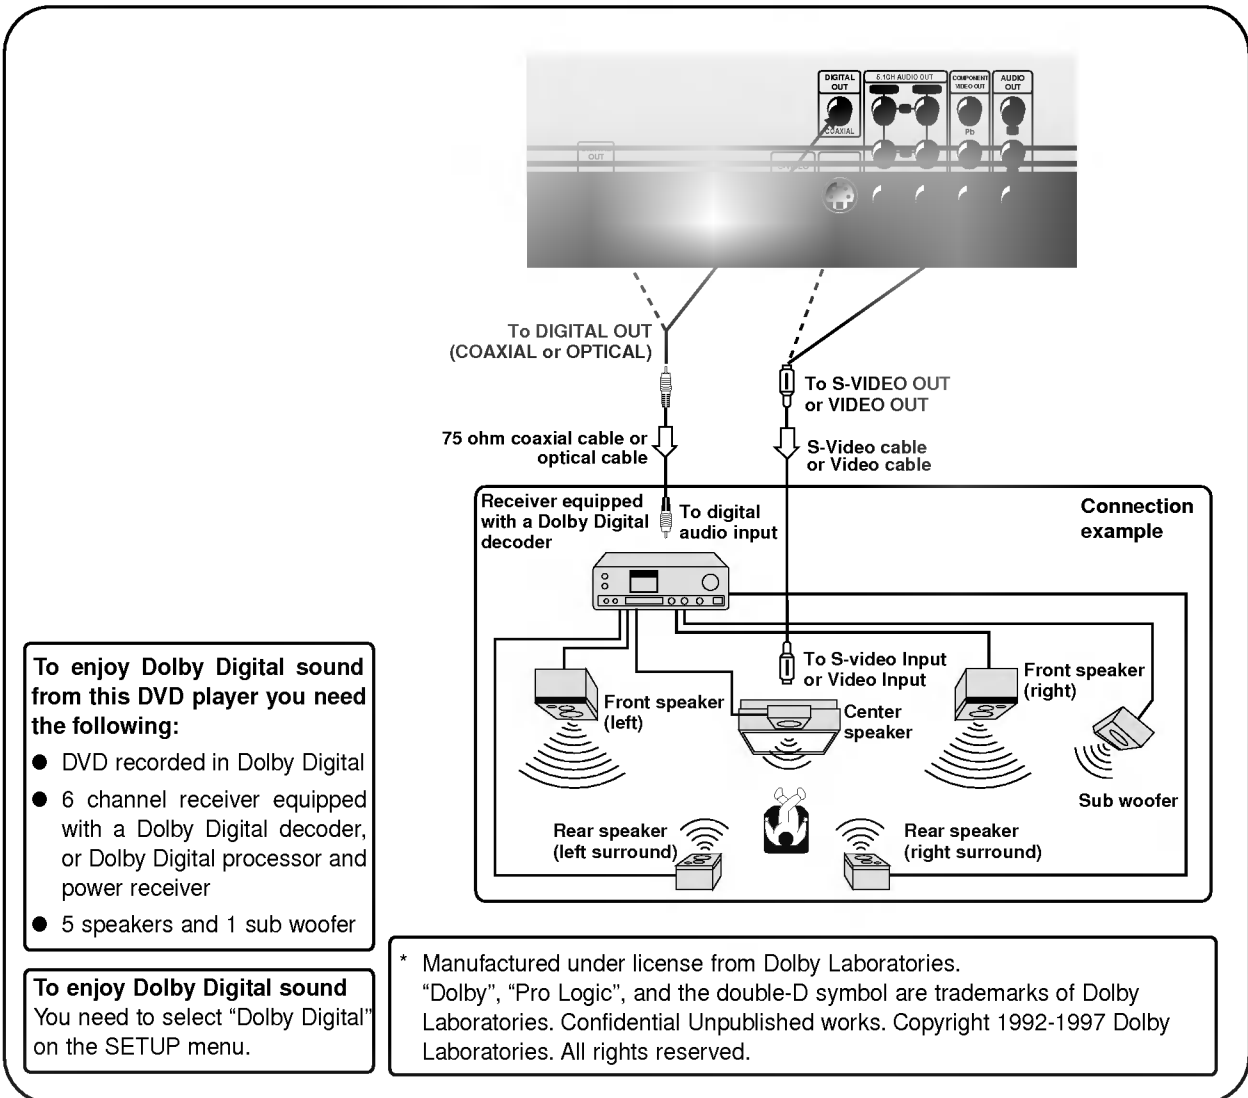 DIGITAL
OUT
COAXIAL
5.1CH AUDIO OUT
COMPONENT
VIDEO OUT
Pb
AUDIO
OUT
OUT
To DIGITAL OUT
(COAXIAL or OPTICAL)
To S-VIDEO OUT
or VIDEO OUT
75 ohm coaxial cable or
optical cable
S-Video cable
or Video cable
Receiver equipped
with a Dolby Digital
decoder
To digital
audio input
Connection
example
To S-video Input
or Video Input
Front speaker
(left)
Center
speaker
Front speaker
(right)
Sub woofer
Rear speaker
(left surround)
Rear speaker
(right surround)
To enjoy Dolby Digital sound
from this DVD player you need
the following:
● DVD recorded in Dolby Digital
● 6 channel receiver equipped
with a Dolby Digital decoder,
or Dolby Digital processor and
power receiver
● 5 speakers and 1 sub woofer
To enjoy Dolby Digital sound
You need to select “Dolby Digital”
on the SETUP menu.
* Manufactured under license from Dolby Laboratories.
“Dolby”, “Pro Logic”, and the double-D symbol are trademarks of Dolby
Laboratories. Confidential Unpublished works. Copyright 1992-1997 Dolby
Laboratories. All rights reserved.